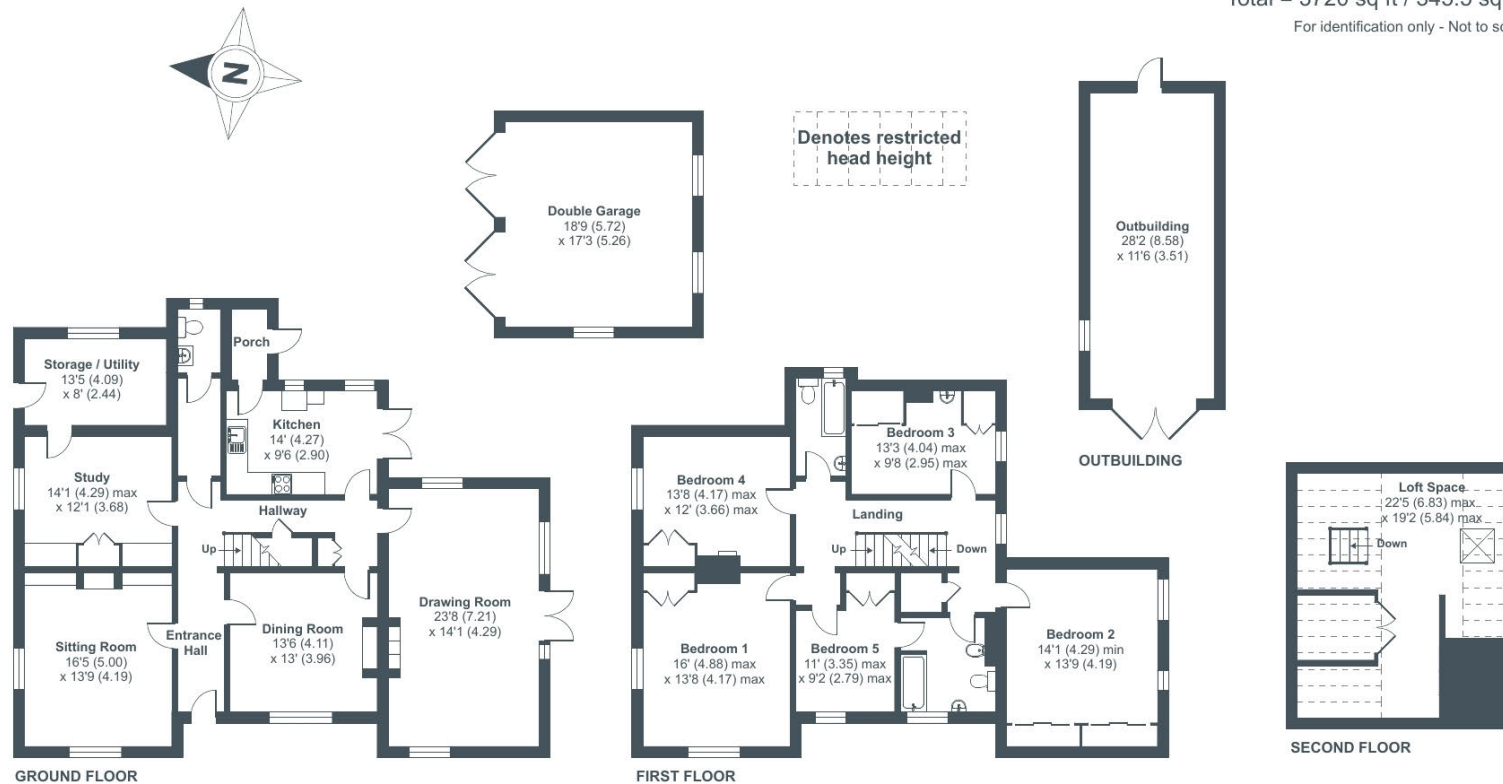 Total = 3720 sq ft / 345.5 sq
For identification only - Not to sc
N
Denotes restricted
head height
Double Garage
18'9 (5.72)
x 17'3 (5.26)
Outbuilding
28'2 (8.58)
x 11'6 (3.51)
OUTBUILDING
Porch
Storage / Utility
13'5 (4.09)
x 8' (2.44)
Kitchen
14' (4.27)
x 9'6 (2.90)
Study
14'1 (4.29) max
x 12'1 (3.68)
Hallway
Up
Drawing Room
23'8 (7.21)
x 14'1 (4.29)
Sitting Room
16'5 (5.00)
x 13'9 (4.19)
Entrance
Hall
Dining Room
13'6 (4.11)
x 13' (3.96)
GROUND FLOOR
Bedroom 3
13'3 (4.04) max
x 9'8 (2.95) max
Bedroom 4
13'8 (4.17) max
x 12' (3.66) max
Landing
Up
Down
Bedroom 1
16' (4.88) max
x 13'8 (4.17) max
Bedroom 5
11' (3.35) max
x 9'2 (2.79) max
Bedroom 2
14'1 (4.29) min
x 13'9 (4.19)
FIRST FLOOR
Loft Space
22'5 (6.83) max
x 19'2 (5.84) max
Down
SECOND FLOOR